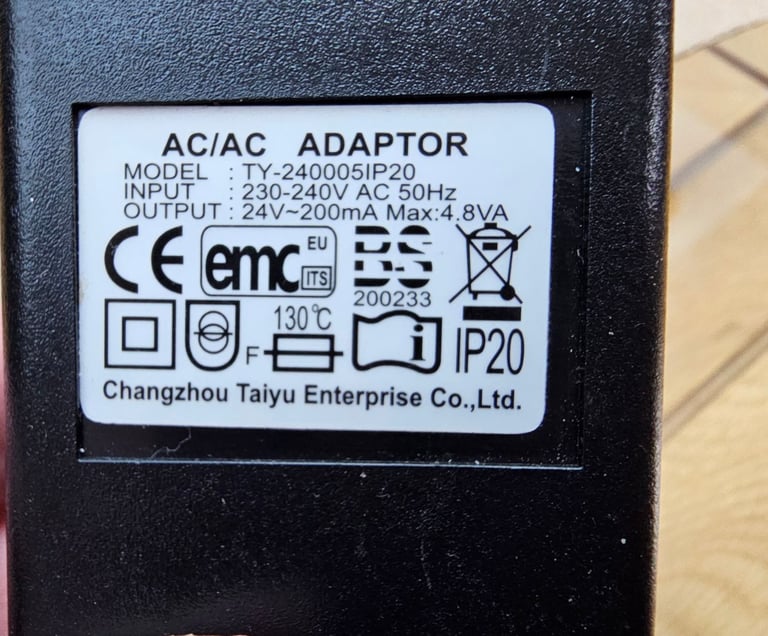 AC/AC ADAPTOR
MODEL : TY-240005IP20
INPUT : 230-240V AC 50Hz
OUTPUT : 24V~200mA Max:4.8VA
CE emc EU ITS BS
200233
F 130℃ i IP20
Changzhou Taiyu Enterprise Co.,Ltd.